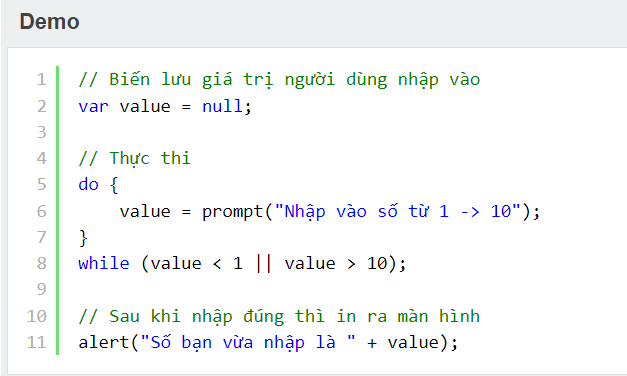 Demo
1 // Biến lưu giá trị người dùng nhập vào
2 var value = null;
3
4 // Thực thi
5 do {
6     value = prompt("Nhập vào số từ 1 -> 10");
7 }
8 while (value < 1 || value > 10);
9
10 // Sau khi nhập đúng thì in ra màn hình
11 alert("Số bạn vừa nhập là " + value);